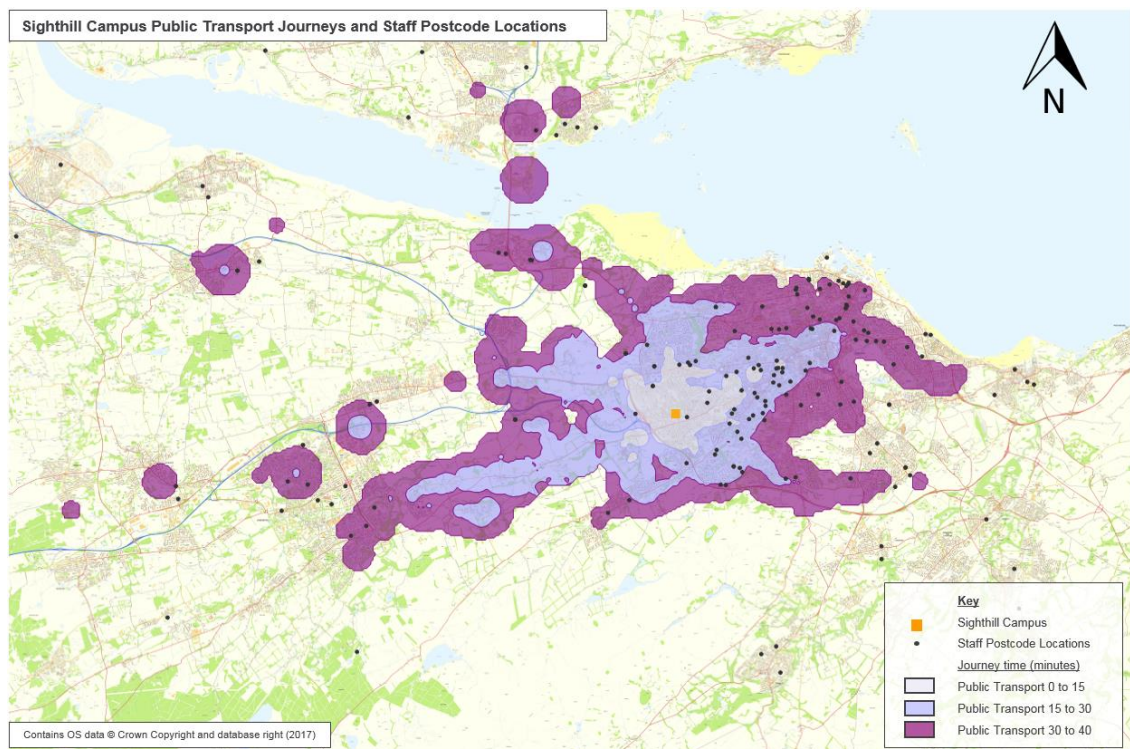 Sighthill Campus Public Transport Journeys and Staff Postcode Locations
N
Key
Sighthill Campus
Staff Postcode Locations
Journey time (minutes)
Public Transport 0 to 15
Public Transport 15 to 30
Public Transport 30 to 40
Contains OS data © Crown Copyright and database right (2017)